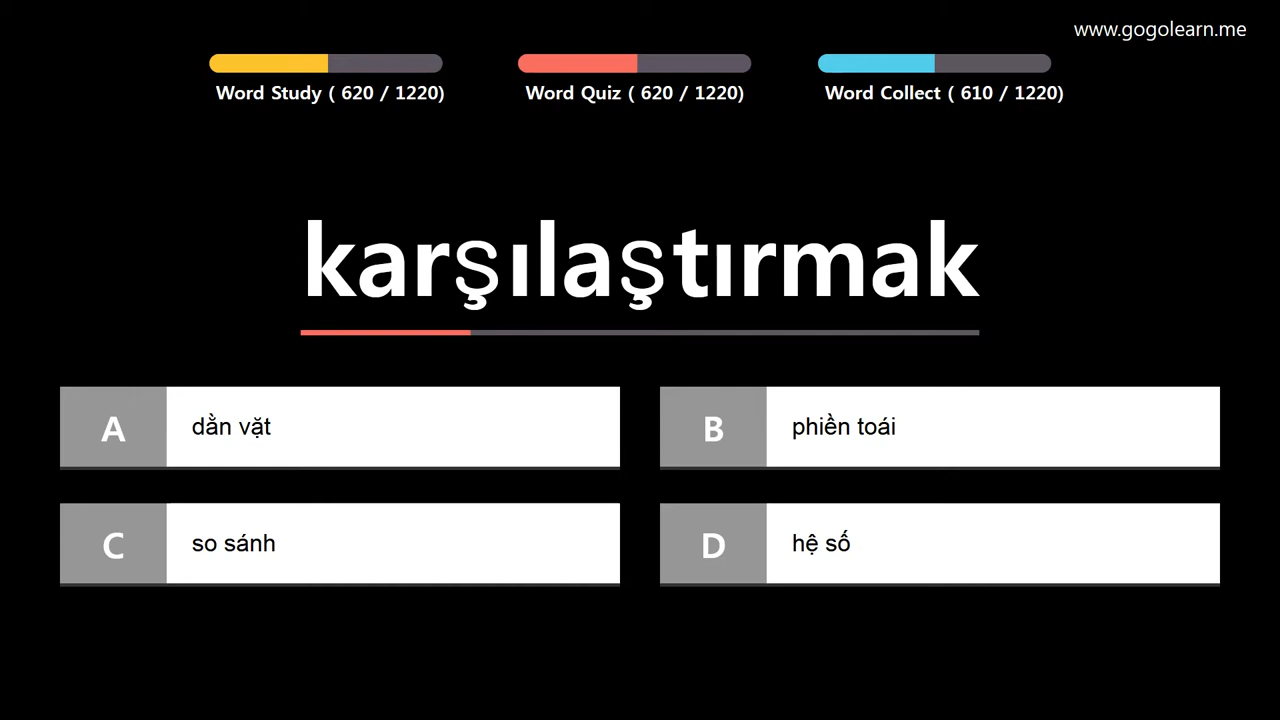 www.gogolearn.me
Word Study ( 620 / 1220)
Word Quiz ( 620 / 1220)
Word Collect ( 610 / 1220)
karşılaştırmak
A dằn vặt
B phiền toái
C so sánh
D hệ số